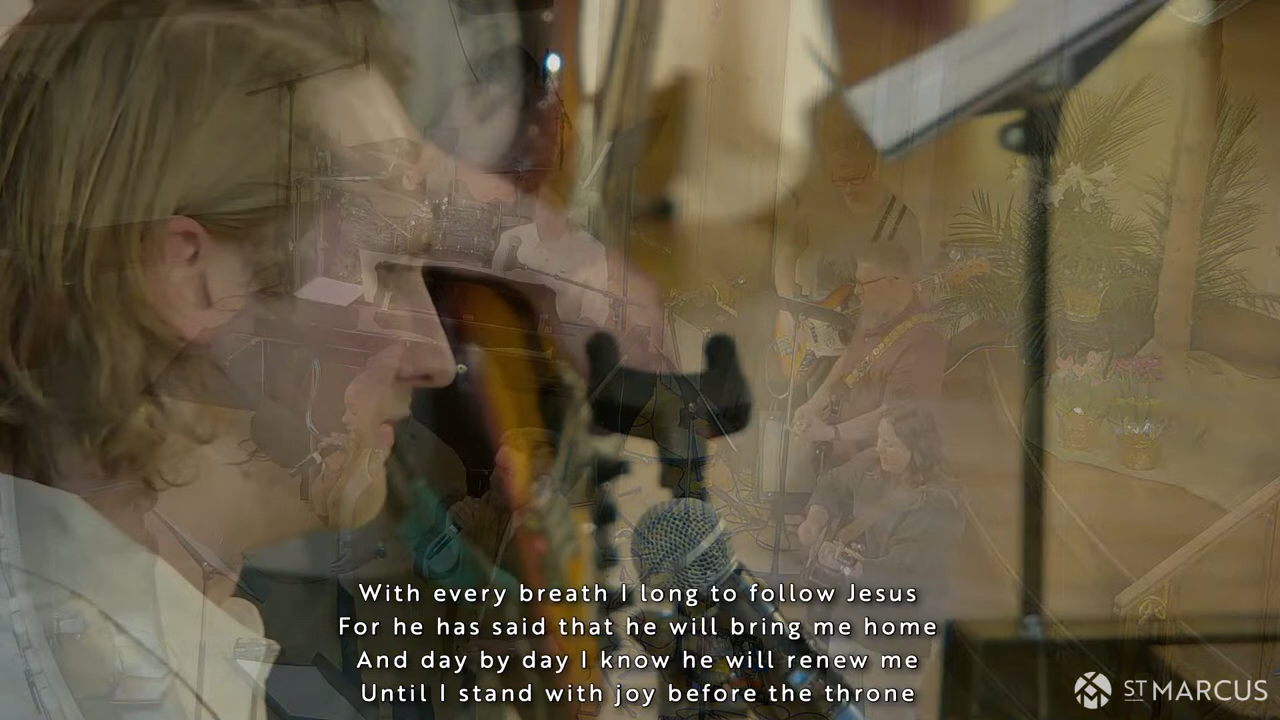 With every breath I long to follow Jesus
For he has said that he will bring me home
And day by day I know he will renew me
Until I stand with joy before the throne
ST MARCUS